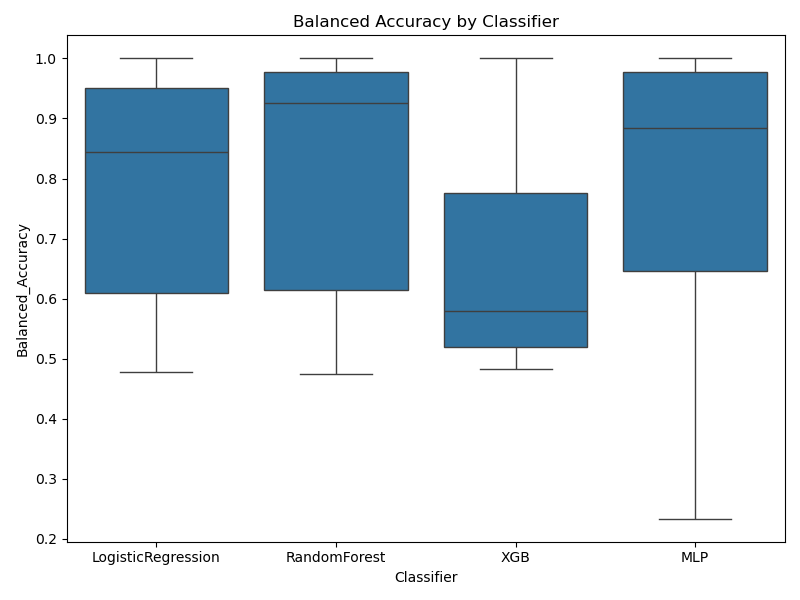 Balanced Accuracy by Classifier
Balanced_Accuracy
1.0
0.9
0.8
0.7
0.6
0.5
0.4
0.3
0.2
LogisticRegression
RandomForest
XGB
MLP
Classifier